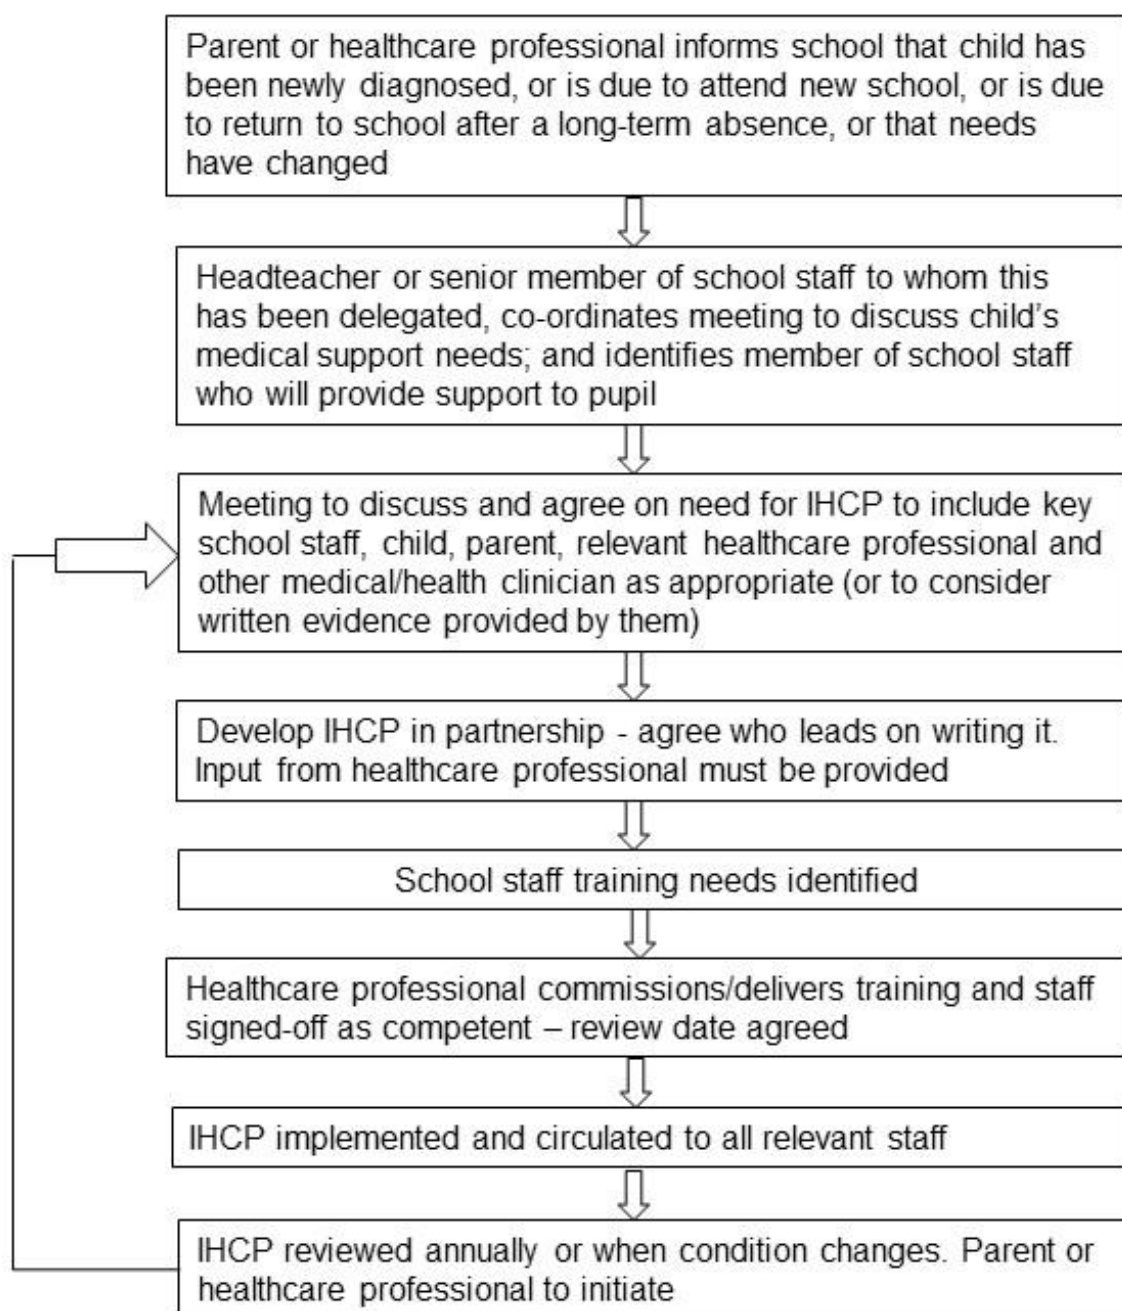 Parent or healthcare professional informs school that child has
been newly diagnosed, or is due to attend new school, or is due
to return to school after a long-term absence, or that needs
have changed
Headteacher or senior member of school staff to whom this
has been delegated, co-ordinates meeting to discuss child’s
medical support needs; and identifies member of school staff
who will provide support to pupil
Meeting to discuss and agree on need for IHCP to include key
school staff, child, parent, relevant healthcare professional and
other medical/health clinician as appropriate (or to consider
written evidence provided by them)
Develop IHCP in partnership - agree who leads on writing it.
Input from healthcare professional must be provided
School staff training needs identified
Healthcare professional commissions/delivers training and staff
signed-off as competent – review date agreed
IHCP implemented and circulated to all relevant staff
IHCP reviewed annually or when condition changes. Parent or
healthcare professional to initiate